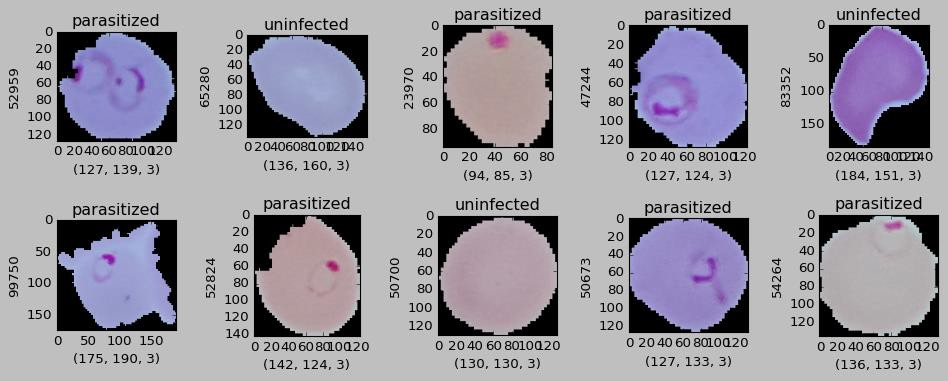 parasitized
0
20
40
60
80
100
120
52959
0 20 40 60 80 100 120
(127, 139, 3)
uninfected
0
20
40
60
80
100
120
65280
0 20 40 60 80 100 120 140
(136, 160, 3)
parasitized
0
20
40
60
80
23970
0 20 40 60 80
(94, 85, 3)
parasitized
0
20
40
60
80
100
120
47244
0 20 40 60 80 100 120
(127, 124, 3)
uninfected
0
50
100
150
83352
0 20 40 60 80 100 120 140
(184, 151, 3)
parasitized
0
50
100
150
99750
0 50 100 150
(175, 190, 3)
parasitized
0
20
40
60
80
100
120
140
52824
0 20 40 60 80 100 120
(142, 124, 3)
uninfected
0
20
40
60
80
100
120
50700
0 20 40 60 80 100 120
(130, 130, 3)
parasitized
0
20
40
60
80
100
120
50673
0 20 40 60 80 100 120
(127, 133, 3)
parasitized
0
20
40
60
80
100
120
54264
0 20 40 60 80 100 120
(136, 133, 3)